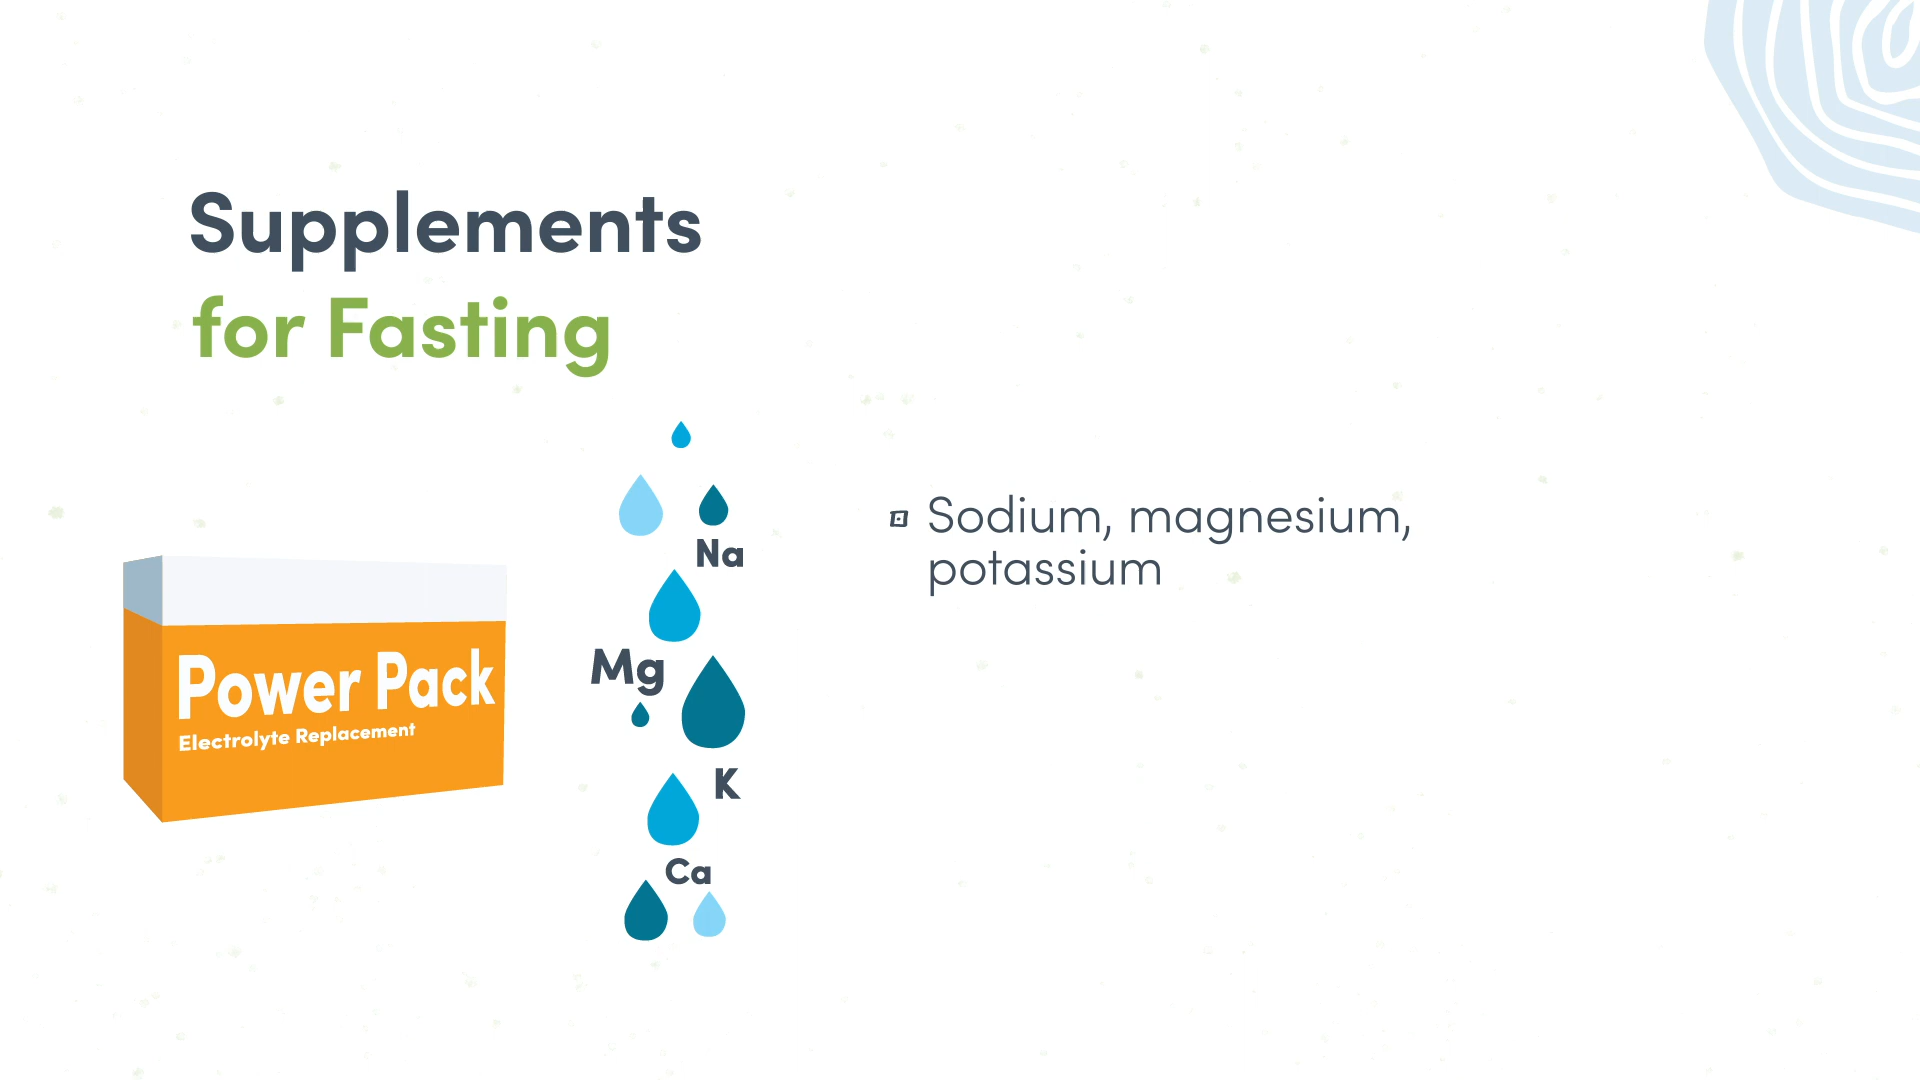 Supplements
for Fasting
Power Pack
Electrolyte Replacement
Na
Mg
K
Ca
Sodium, magnesium,
potassium